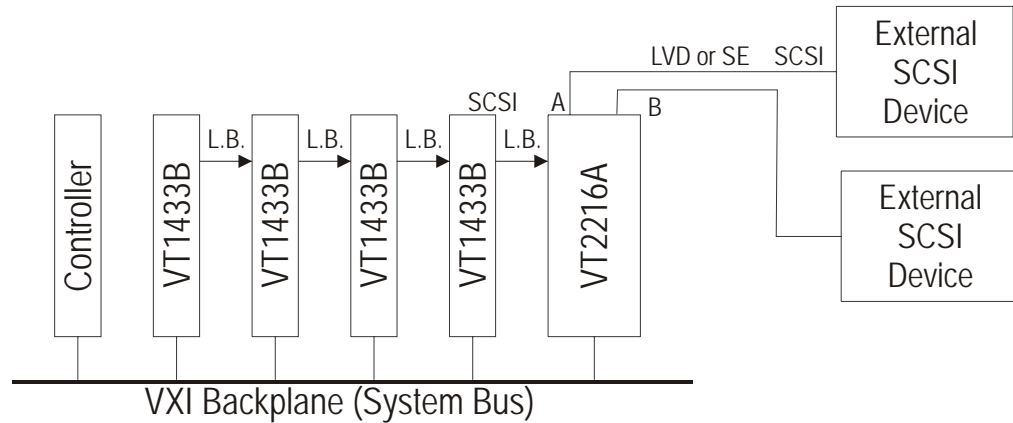 External
SCSI
Device
LVD or SE SCSI
SCSI
A
B
L.B.
L.B.
L.B.
L.B.
Controller
VT1433B
VT1433B
VT1433B
VT1433B
VT2216A
External
SCSI
Device
VXI Backplane (System Bus)